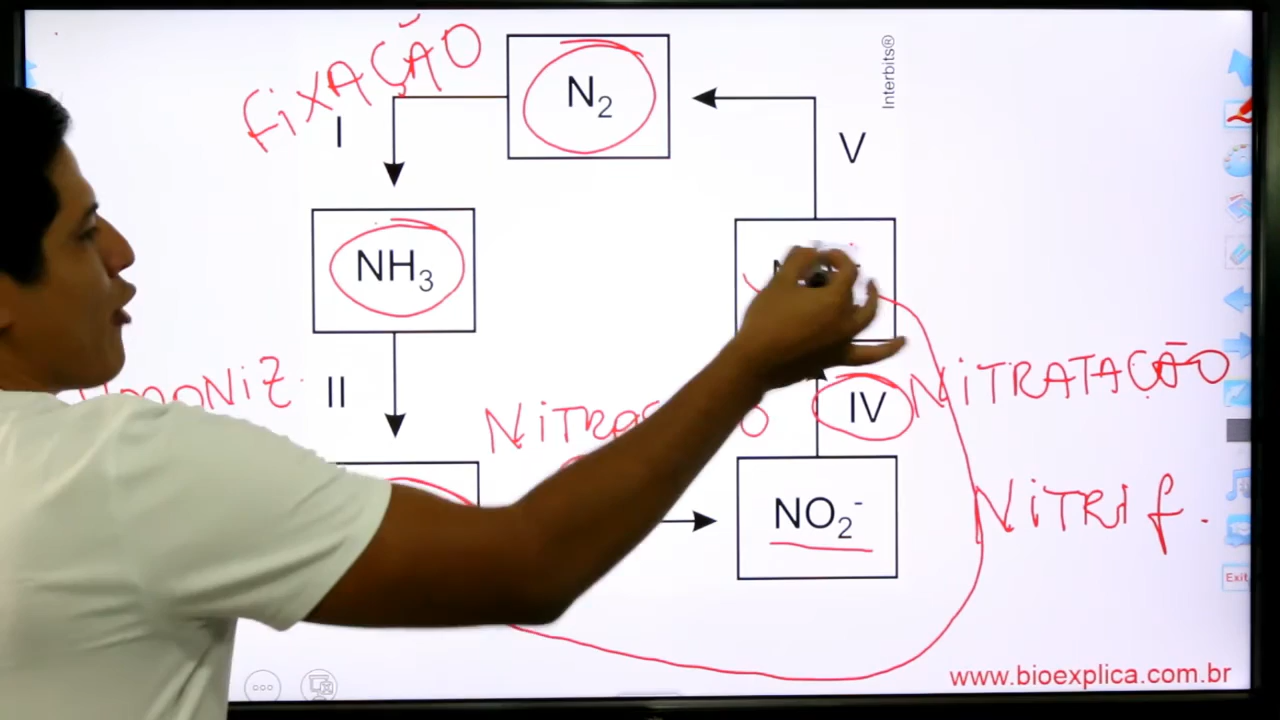 FiXAÇÃO
N2
Interbits®
I
V
NH3
NiTRATAÇÃO
II
IV
NO2-
NiTRif.
Exit
www.bioexplica.com.br